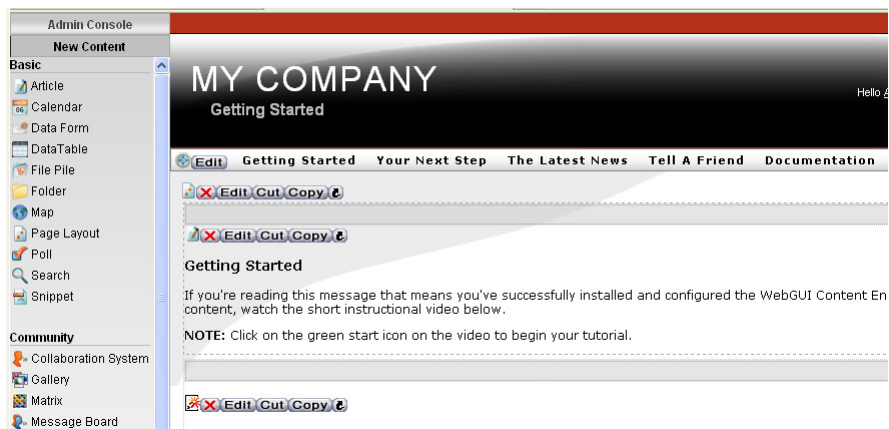 Admin Console
New Content
Basic
Article
Calendar
Data Form
DataTable
File Pile
Folder
Map
Page Layout
Poll
Search
Snippet
Community
Collaboration System
Gallery
Matrix
Message Board
MY COMPANY
Getting Started
Hello
Edit Getting Started Your Next Step The Latest News Tell A Friend Documentation
Edit Cut Copy
Edit Cut Copy
Getting Started
If you're reading this message that means you've successfully installed and configured the WebGUI Content En
content, watch the short instructional video below.
NOTE: Click on the green start icon on the video to begin your tutorial.
Edit Cut Copy